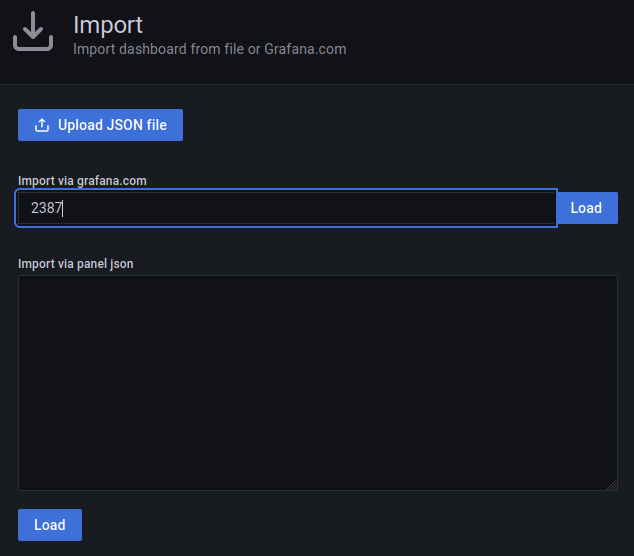 Import
Import dashboard from file or Grafana.com
Upload JSON file
Import via grafana.com
2387
Load
Import via panel json
Load